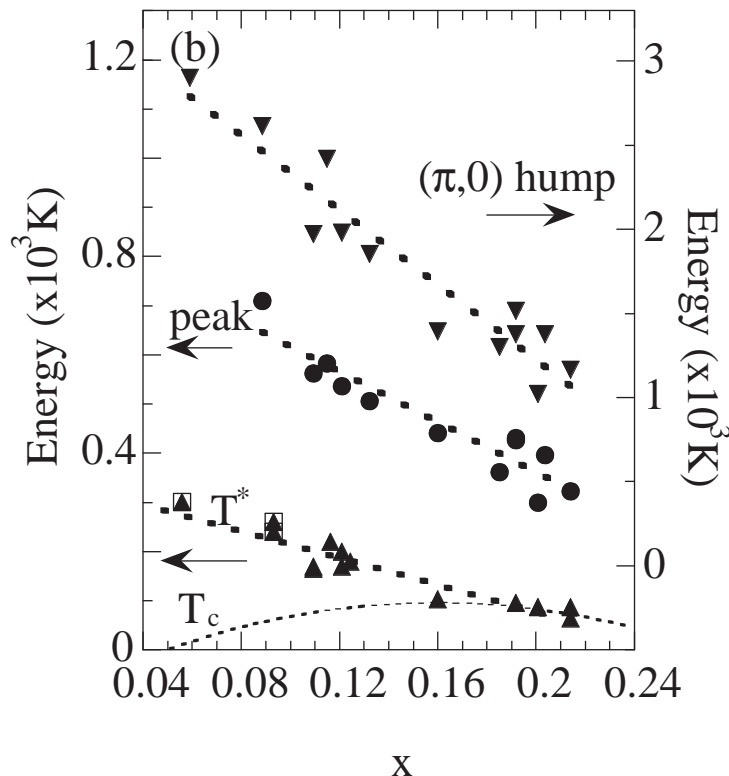 (b)
1.2
0.8
0.4
0
3
2
1
0
Energy (x10³K)
Energy (x10³K)
(π,0) hump
peak
T*
Tc
0.04 0.08 0.12 0.16 0.2 0.24
x